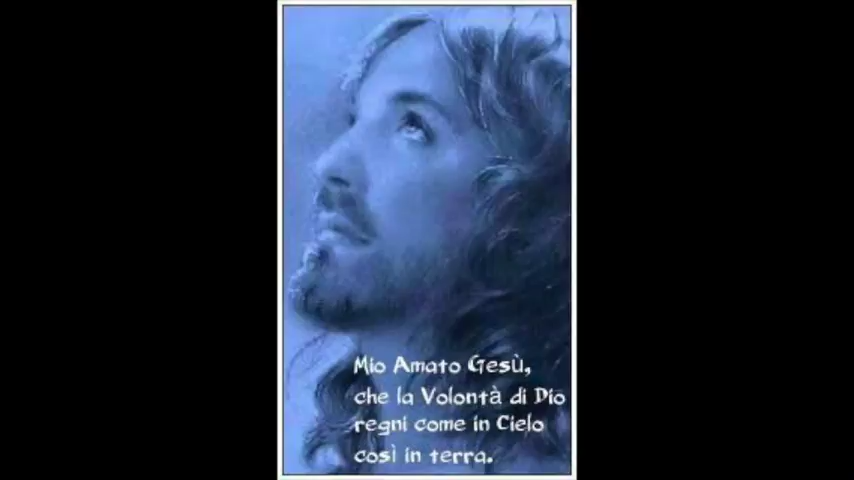 Mio Amato Gesù,
che la Volontà di Dio
regni come in Cielo
così in terra.